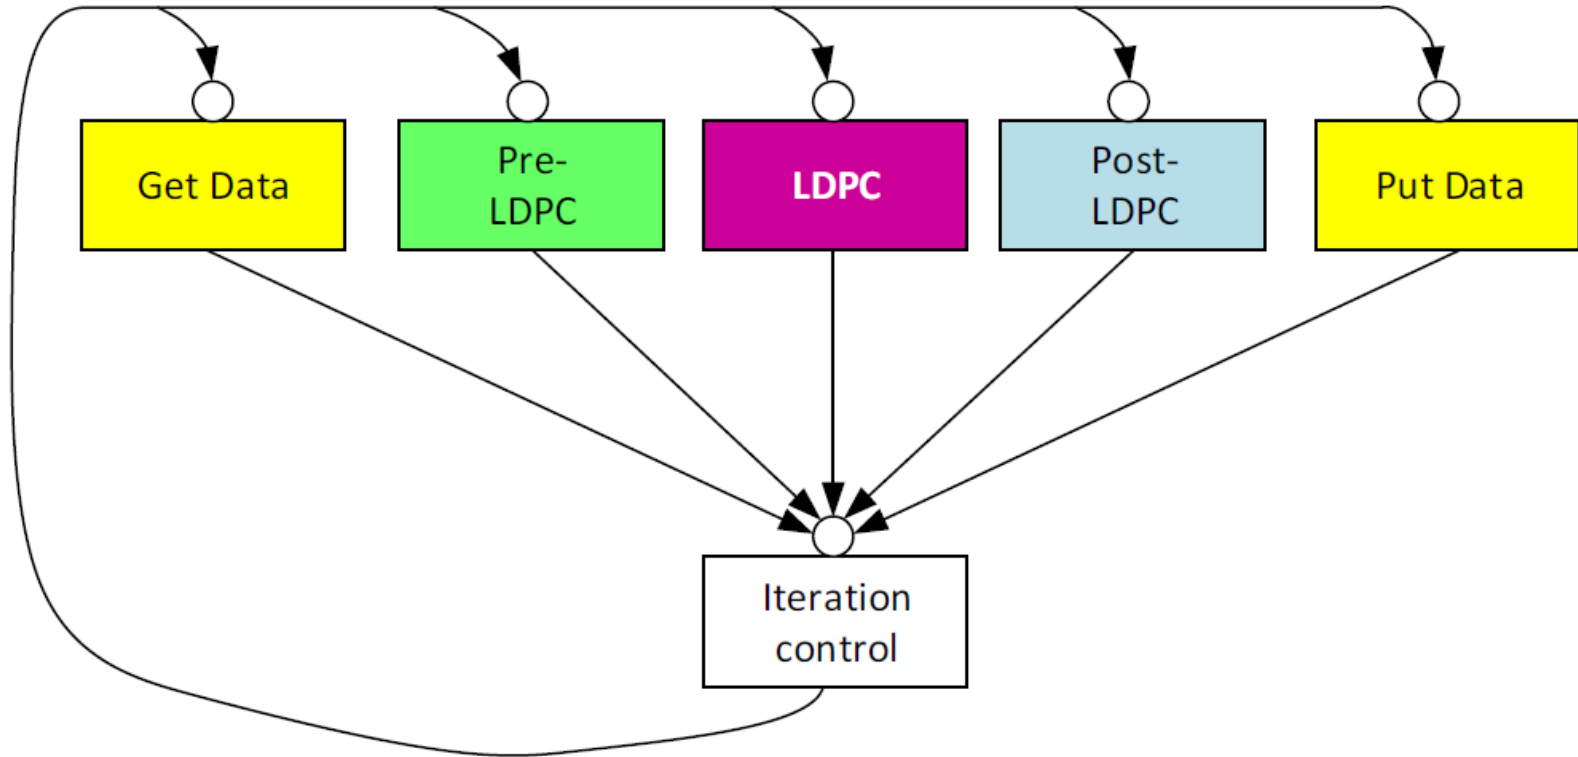 Get Data
Pre-
LDPC
LDPC
Post-
LDPC
Put Data
Iteration
control